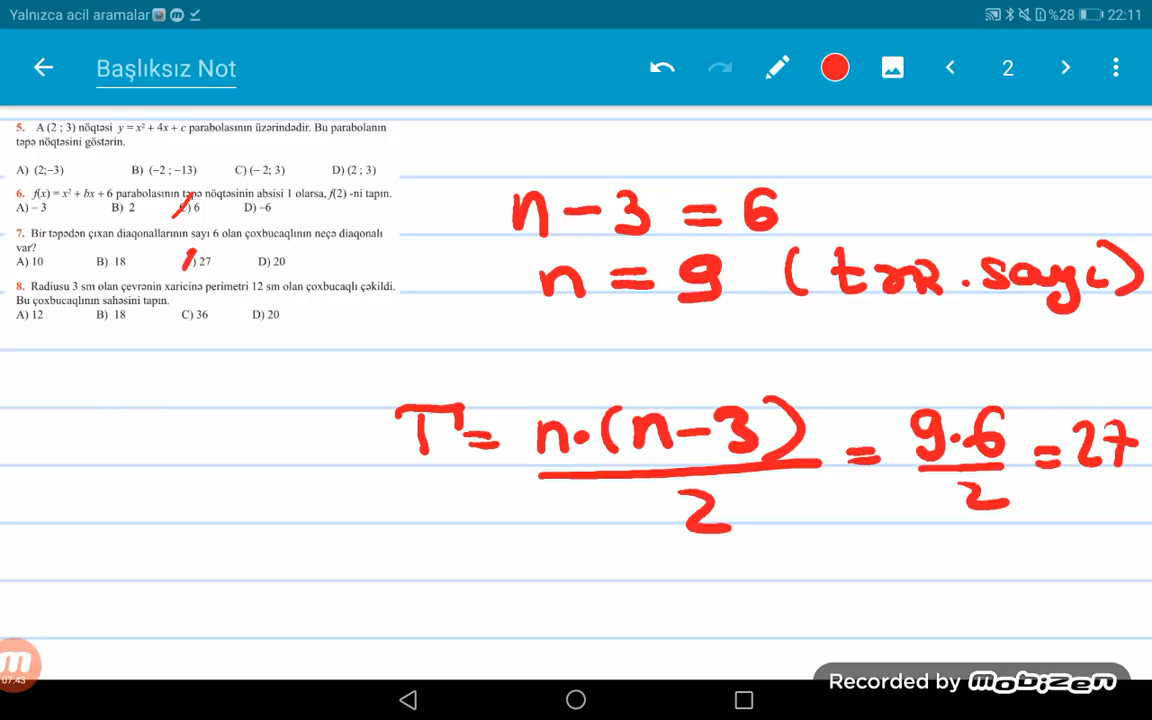 Yalnızca acil aramalar
%28 22:11
Başlıksız Not
2
5. A (2 ; 3) nöqtəsi y = x² + 4x + c parabolasının üzərindədir. Bu parabolanın
təpə nöqtəsini göstərin.
A) (2;–3) B) (–2 ; –13) C) (– 2; 3) D) (2 ; 3)
6. f(x) = x² + bx + 6 parabolasının təpə nöqtəsinin absisi 1 olarsa, f(2) -ni tapın.
A) – 3 B) 2 C) 6 D) –6
7. Bir təpədən çıxan diaqonallarının sayı 6 olan çoxbucaqlının neçə diaqonalı
var?
A) 10 B) 18 ) 27 D) 20
8. Radiusu 3 sm olan çevrənin xaricinə perimetri 12 sm olan çoxbucaqlı çəkildi.
Bu çoxbucaqlının sahəsini tapın.
A) 12 B) 18 C) 36 D) 20
n – 3 = 6
n = 9 (tər. sayı)
T = n·(n–3)/2 = 9·6/2 = 27
07:43
Recorded by mobizen